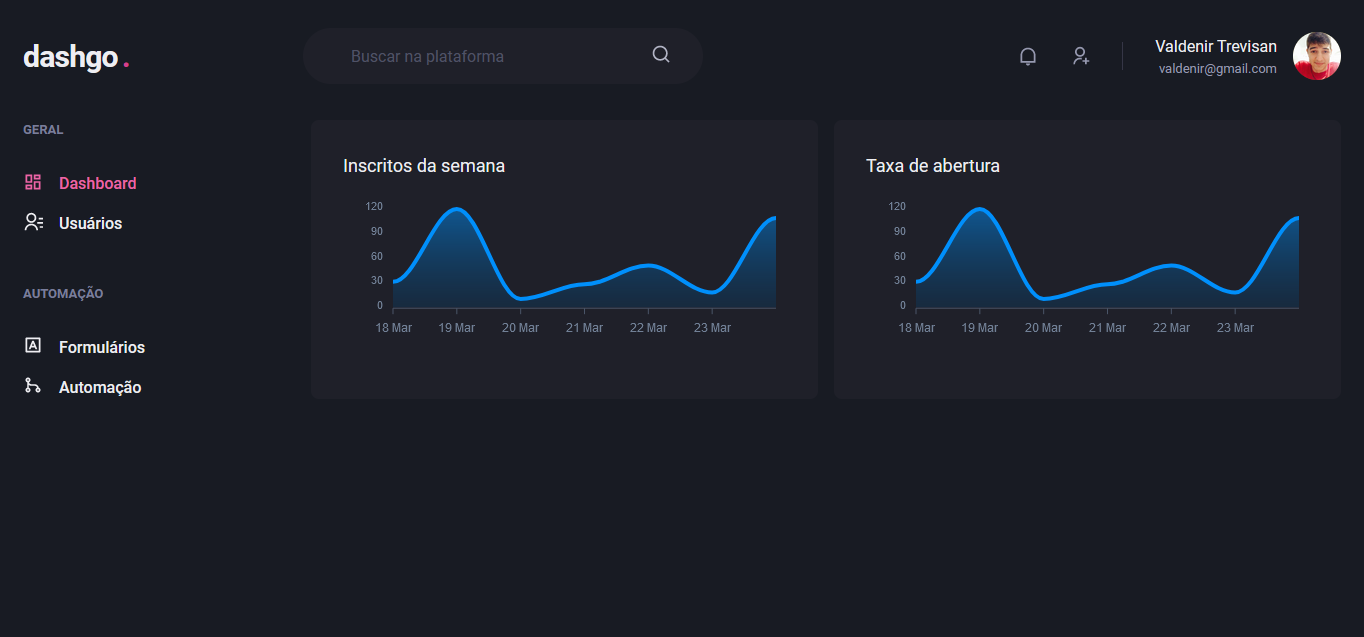 dashgo.
Buscar na plataforma
Valdenir Trevisan
valdenir@gmail.com
GERAL
Dashboard
Usuários
AUTOMAÇÃO
Formulários
Automação
Inscritos da semana
120
90
60
30
0
18 Mar 19 Mar 20 Mar 21 Mar 22 Mar 23 Mar
Taxa de abertura
120
90
60
30
0
18 Mar 19 Mar 20 Mar 21 Mar 22 Mar 23 Mar